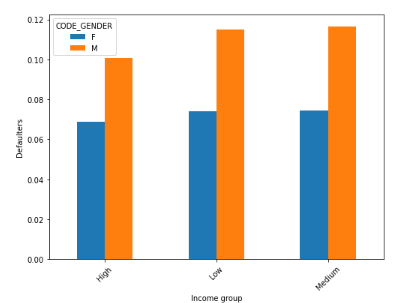 CODE_GENDER
F
M
0.12
0.10
0.08
0.06
0.04
0.02
0.00
Defaulters
High
Low
Medium
Income group